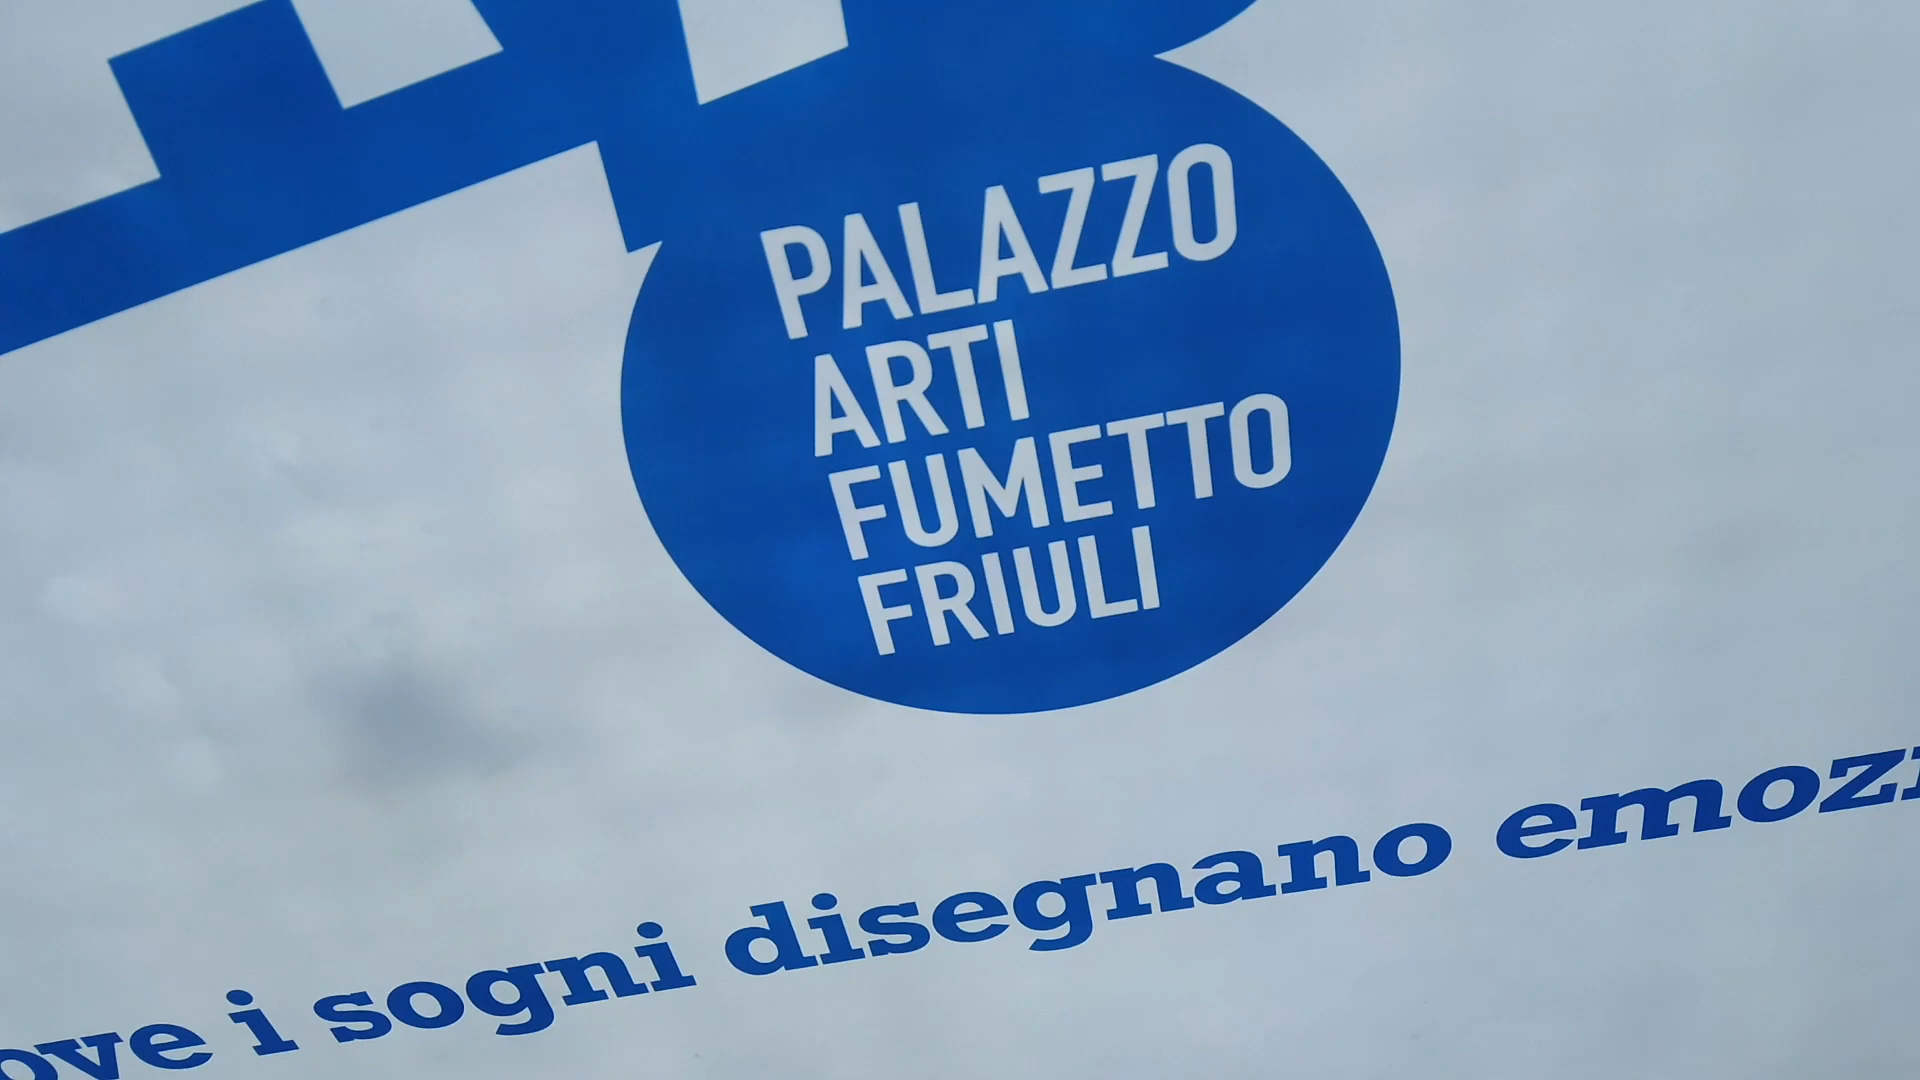 PALAZZO
ARTI
FUMETTO
FRIULI
i sogni disegnano